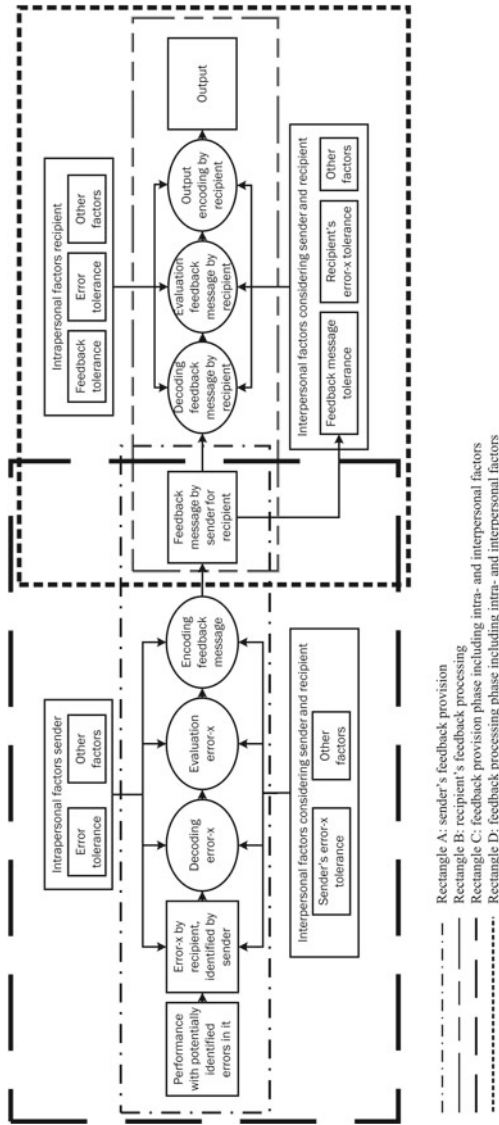 Intrapersonal factors sender
Error
tolerance
Other
factors
Intrapersonal factors recipient
Feedback
tolerance
Error
tolerance
Other
factors
Performance
with potentially
identified
errors in it
Error-x by
recipient,
identified by
sender
Decoding
error-x
Evaluation
error-x
Encoding
feedback
message
Feedback
message by
sender for
recipient
Decoding
feedback
message by
recipient
Evaluation
feedback
message by
recipient
Output
encoding by
recipient
Output
Interpersonal factors considering sender and recipient
Sender's error-x
tolerance
Other
factors
Interpersonal factors considering sender and recipient
Feedback message
tolerance
Recipient's
error-x tolerance
Other
factors
Rectangle A: sender's feedback provision
Rectangle B: recipient's feedback processing
Rectangle C: feedback provision phase including intra- and interpersonal factors
Rectangle D: feedback processing phase including intra- and interpersonal factors